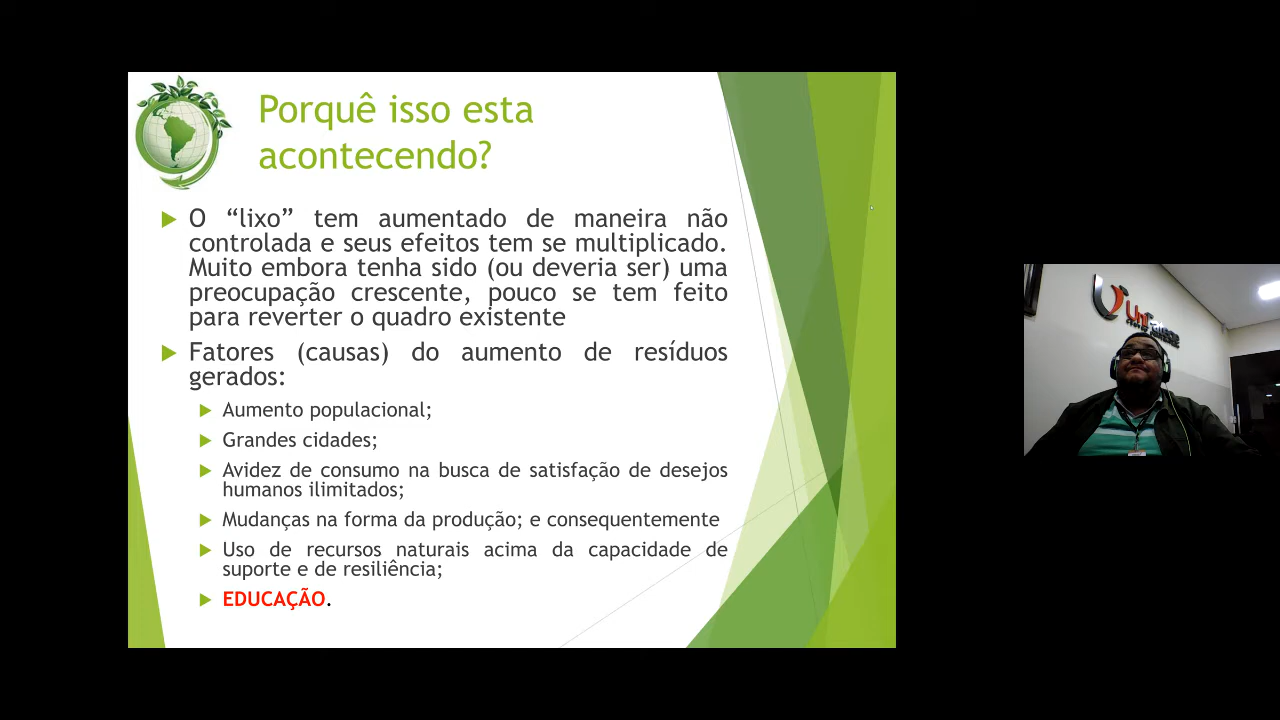 Porquê isso esta
acontecendo?
O “lixo” tem aumentado de maneira não
controlada e seus efeitos tem se multiplicado.
Muito embora tenha sido (ou deveria ser) uma
preocupação crescente, pouco se tem feito
para reverter o quadro existente
Fatores (causas) do aumento de resíduos
gerados:
Aumento populacional;
Grandes cidades;
Avidez de consumo na busca de satisfação de desejos
humanos ilimitados;
Mudanças na forma da produção; e consequentemente
Uso de recursos naturais acima da capacidade de
suporte e de resiliência;
EDUCAÇÃO.